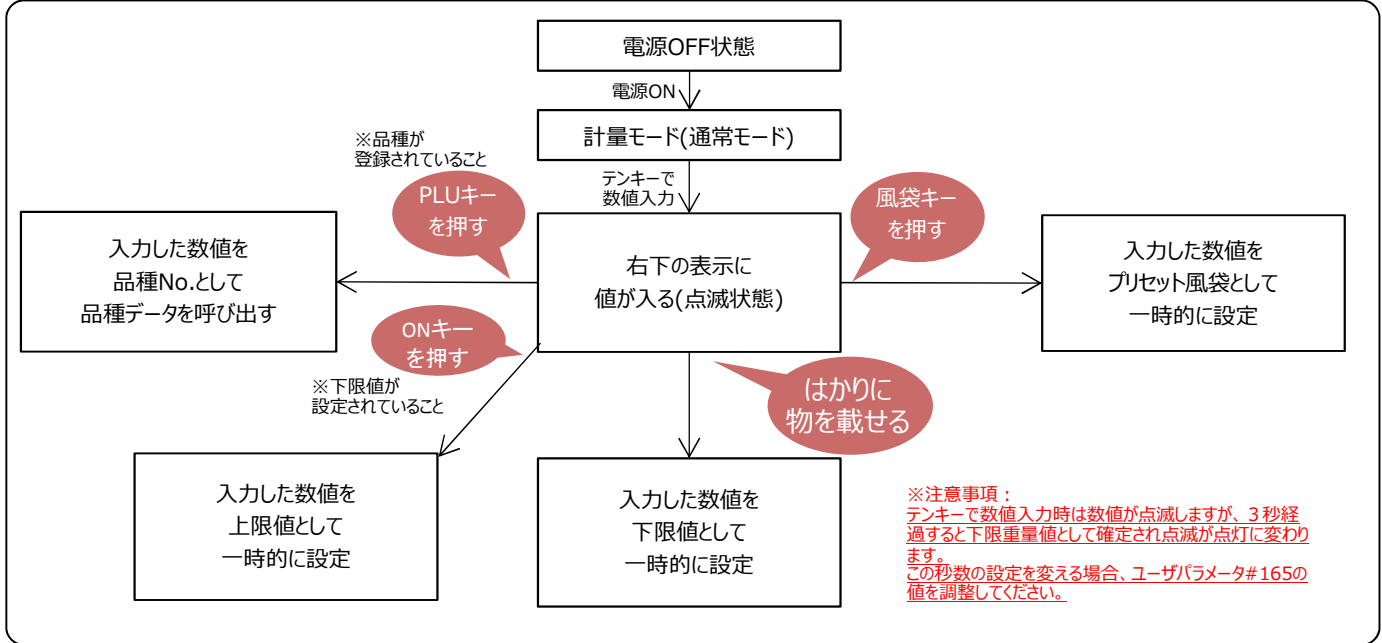 電源OFF状態
電源ON
計量モード(通常モード)
※品種が
登録されていること
テンキーで
数値入力
PLUキー
を押す
風袋キー
を押す
入力した数値を
品種No.として
品種データを呼び出す
右下の表示に
値が入る(点滅状態)
入力した数値を
プリセット風袋として
一時的に設定
ONキー
を押す
※下限値が
設定されていること
はかりに
物を載せる
入力した数値を
上限値として
一時的に設定
入力した数値を
下限値として
一時的に設定
※注意事項：
テンキーで数値入力時は数値が点滅しますが、３秒経
過すると下限重量値として確定され点滅が点灯に変わり
ます。
この秒数の設定を変える場合、ユーザパラメータ#165の
値を調整してください。